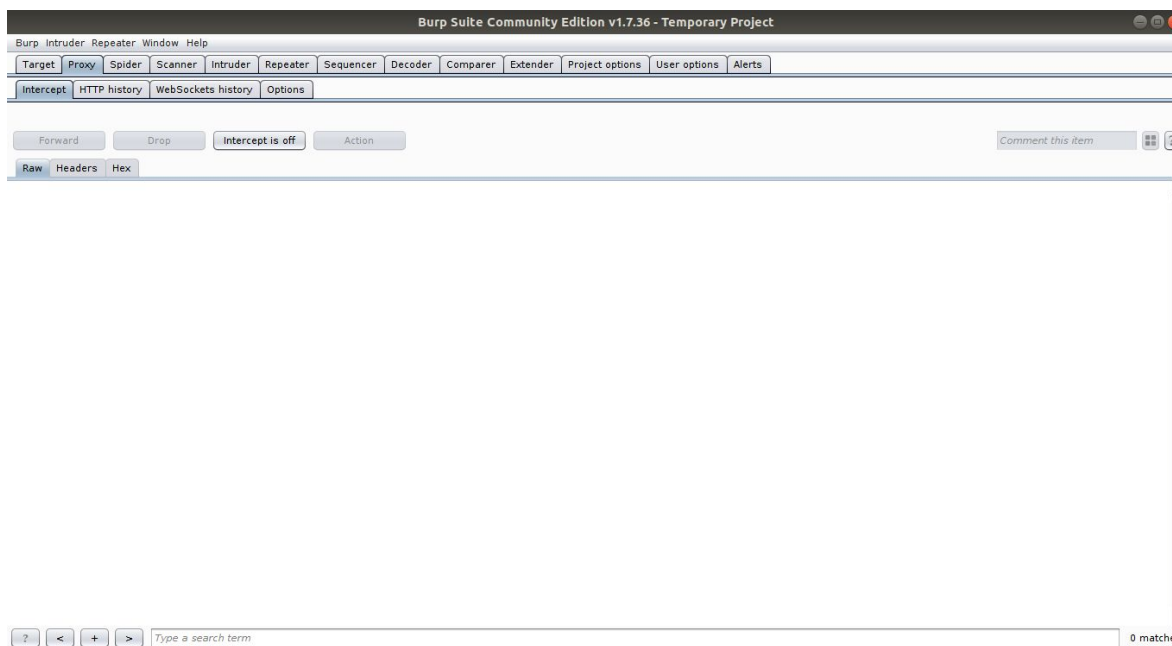 Burp Suite Community Edition v1.7.36 - Temporary Project
Burp Intruder Repeater Window Help
Target Proxy Spider Scanner Intruder Repeater Sequencer Decoder Comparer Extender Project options User options Alerts
Intercept HTTP history WebSockets history Options
Forward Drop Intercept is off Action Comment this item
Raw Headers Hex
? < + > Type a search term 0 matche